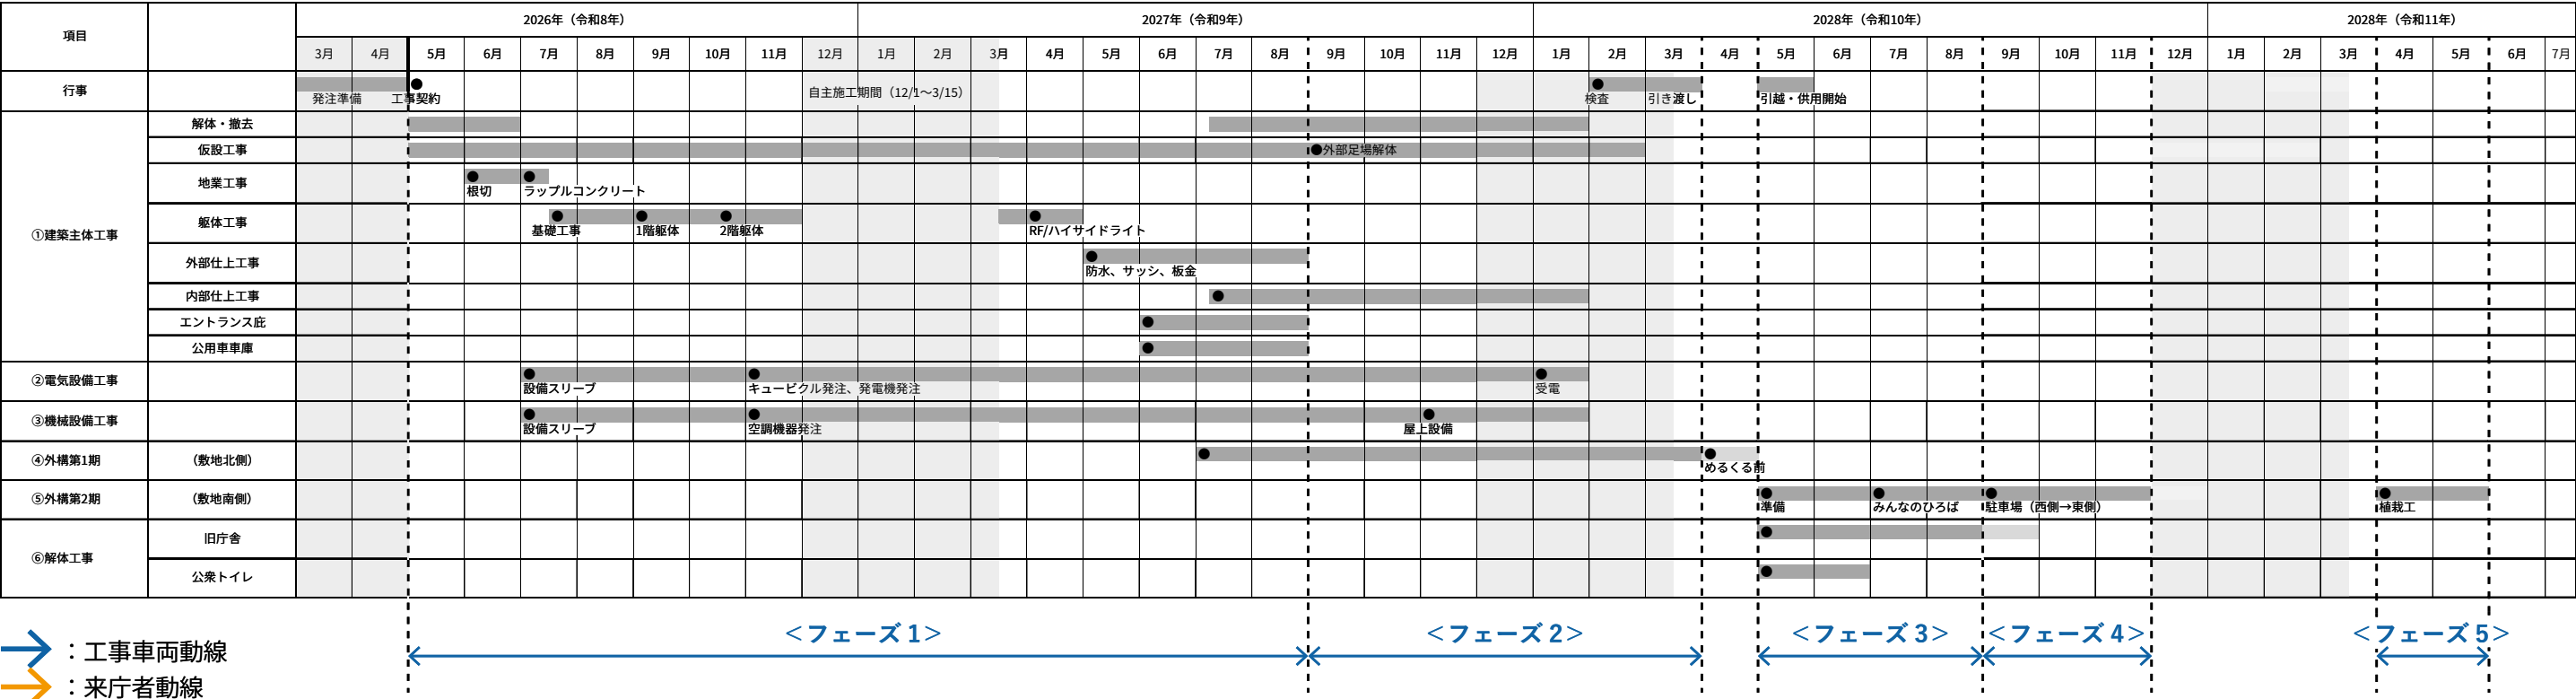 項目
2026年（令和8年）
2027年（令和9年）
2028年（令和10年）
2028年（令和11年）
3月 4月 5月 6月 7月 8月 9月 10月 11月 12月 1月 2月 3月 4月 5月 6月 7月 8月 9月 10月 11月 12月 1月 2月 3月 4月 5月 6月 7月 8月 9月 10月 11月 12月 1月 2月 3月 4月 5月 6月 7月
行事
発注準備
工事契約
自主施工期間（12/1～3/15）
検査
引き渡し
引越・供用開始
①建築主体工事
解体・撤去
仮設工事
外部足場解体
地業工事
根切
ラップルコンクリート
躯体工事
基礎工事
1階躯体
2階躯体
RF/ハイサイドライト
外部仕上工事
防水、サッシ、板金
内部仕上工事
エントランス庇
公用車車庫
②電気設備工事
設備スリーブ
キュービクル発注、発電機発注
受電
③機械設備工事
設備スリーブ
空調機器発注
屋上設備
④外構第1期
（敷地北側）
めるくる前
⑤外構第2期
（敷地南側）
準備
みんなのひろば
駐車場（西側→東側）
植栽工
⑥解体工事
旧庁舎
公衆トイレ
＜フェーズ 1＞
＜フェーズ 2＞
＜フェーズ 3＞
＜フェーズ 4＞
＜フェーズ 5＞
：工事車両動線
：来庁者動線